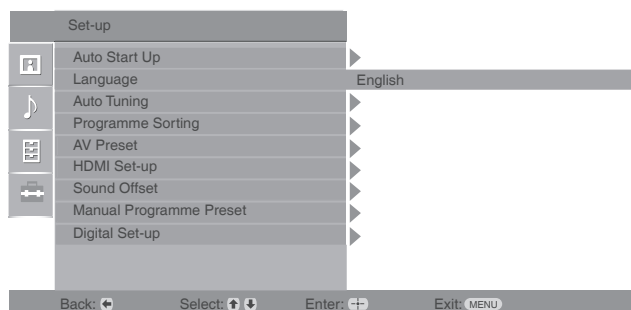 Set-up
Auto Start Up
Language English
Auto Tuning
Programme Sorting
AV Preset
HDMI Set-up
Sound Offset
Manual Programme Preset
Digital Set-up
Back: Select: Enter: Exit: MENU